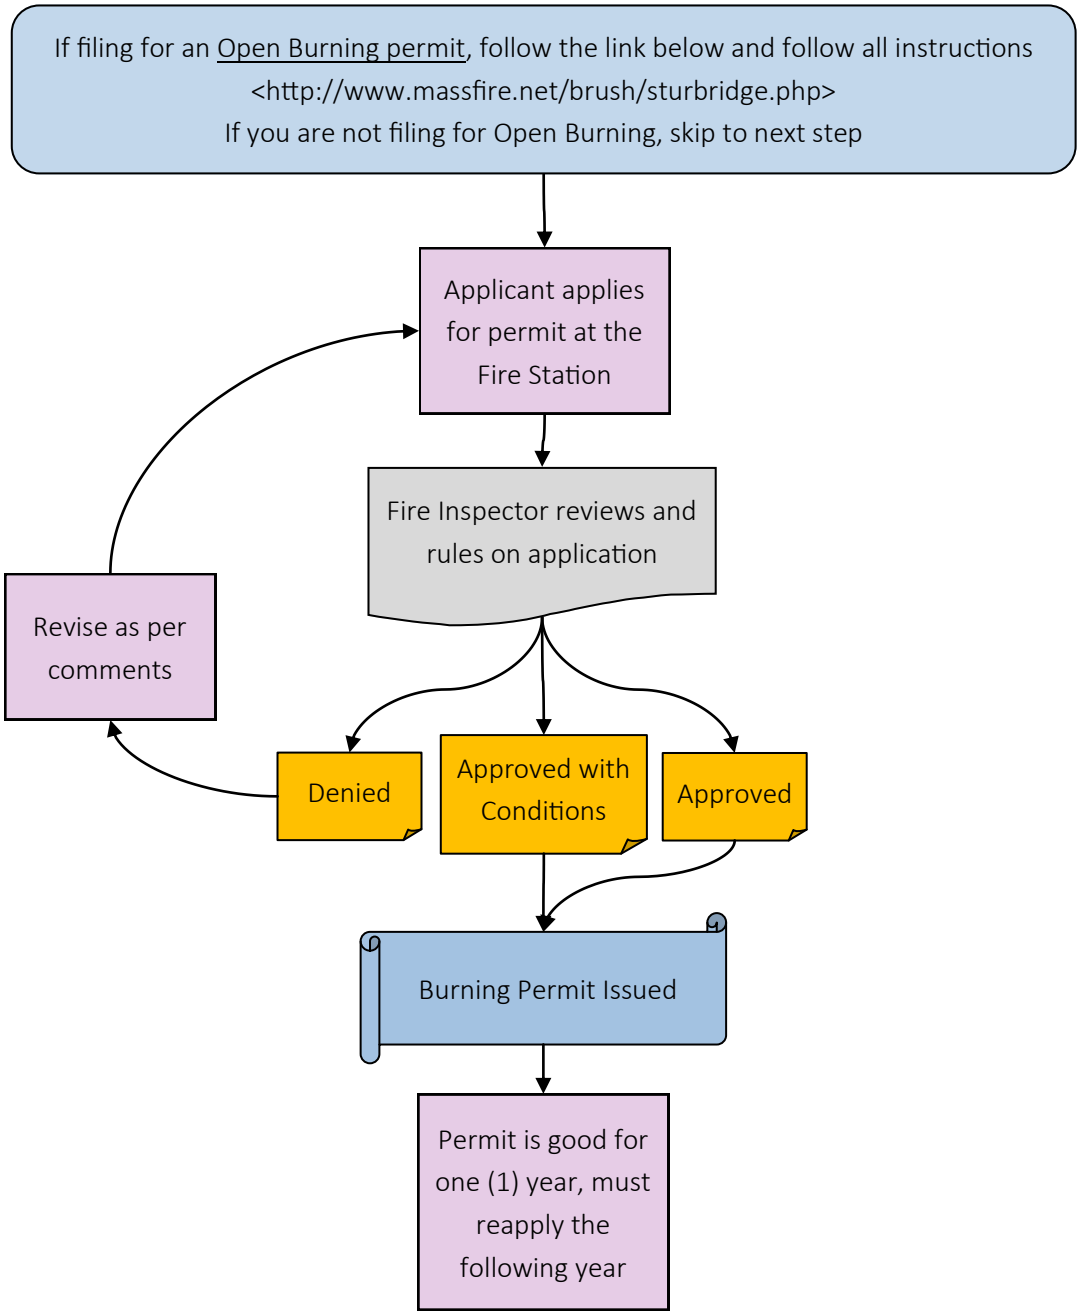 If filing for an Open Burning permit, follow the link below and follow all instructions
<http://www.massfire.net/brush/sturbridge.php>
If you are not filing for Open Burning, skip to next step
Applicant applies
for permit at the
Fire Station
Fire Inspector reviews and
rules on application
Revise as per
comments
Denied
Approved with
Conditions
Approved
Burning Permit Issued
Permit is good for
one (1) year, must
reapply the
following year